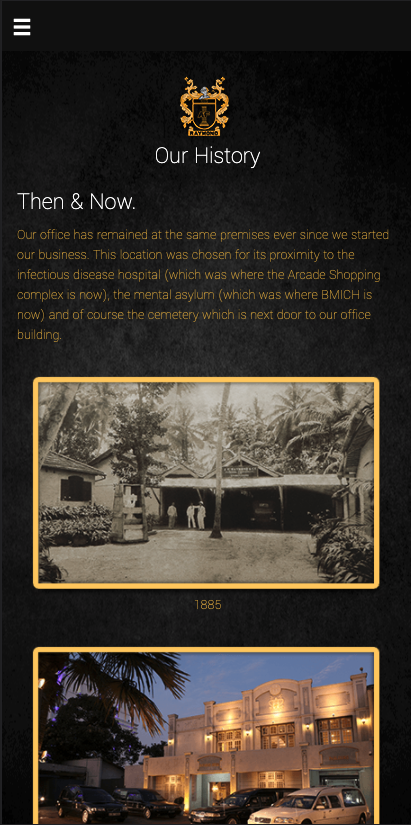 RAYMOND
Our History
Then & Now.
Our office has remained at the same premises ever since we started
our business. This location was chosen for its proximity to the
infectious disease hospital (which was where the Arcade Shopping
complex is now), the mental asylum (which was where BMICH is
now) and of course the cemetery which is next door to our office
building.
1885